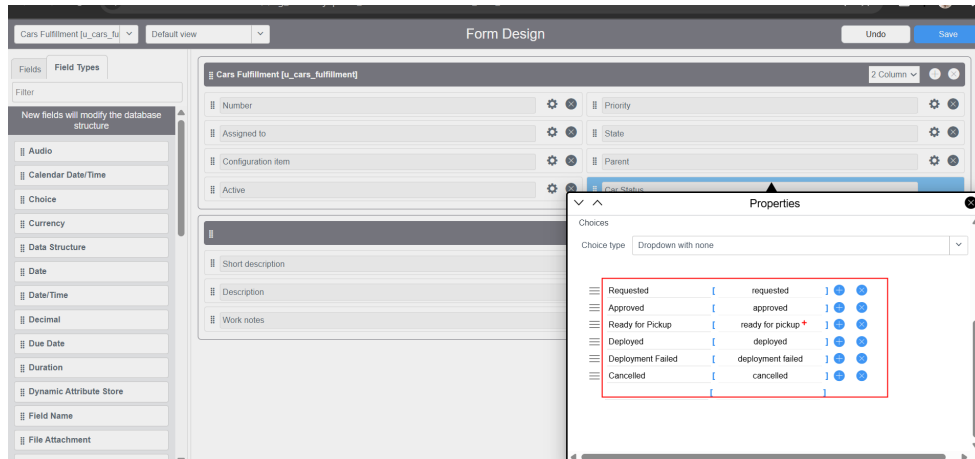 Cars Fulfillment [u_cars_fu
Default view
Form Design
Undo
Save
Fields
Field Types
Filter
New fields will modify the database
structure
Audio
Calendar Date/Time
Choice
Currency
Data Structure
Date
Date/Time
Decimal
Due Date
Duration
Dynamic Attribute Store
Field Name
File Attachment
Cars Fulfillment [u_cars_fulfillment]
2 Column
Number
Priority
Assigned to
State
Configuration item
Parent
Active
Car Status
Short description
Description
Work notes
Properties
Choices
Choice type Dropdown with none
Requested [ requested ]
Approved [ approved ]
Ready for Pickup [ ready for pickup ]
Deployed [ deployed ]
Deployment Failed [ deployment failed ]
Cancelled [ cancelled ]
[ ]